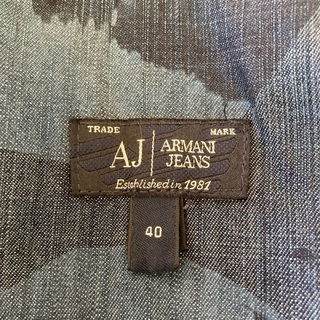 TRADE MARK
AJ ARMANI
JEANS
Established in 1981
40